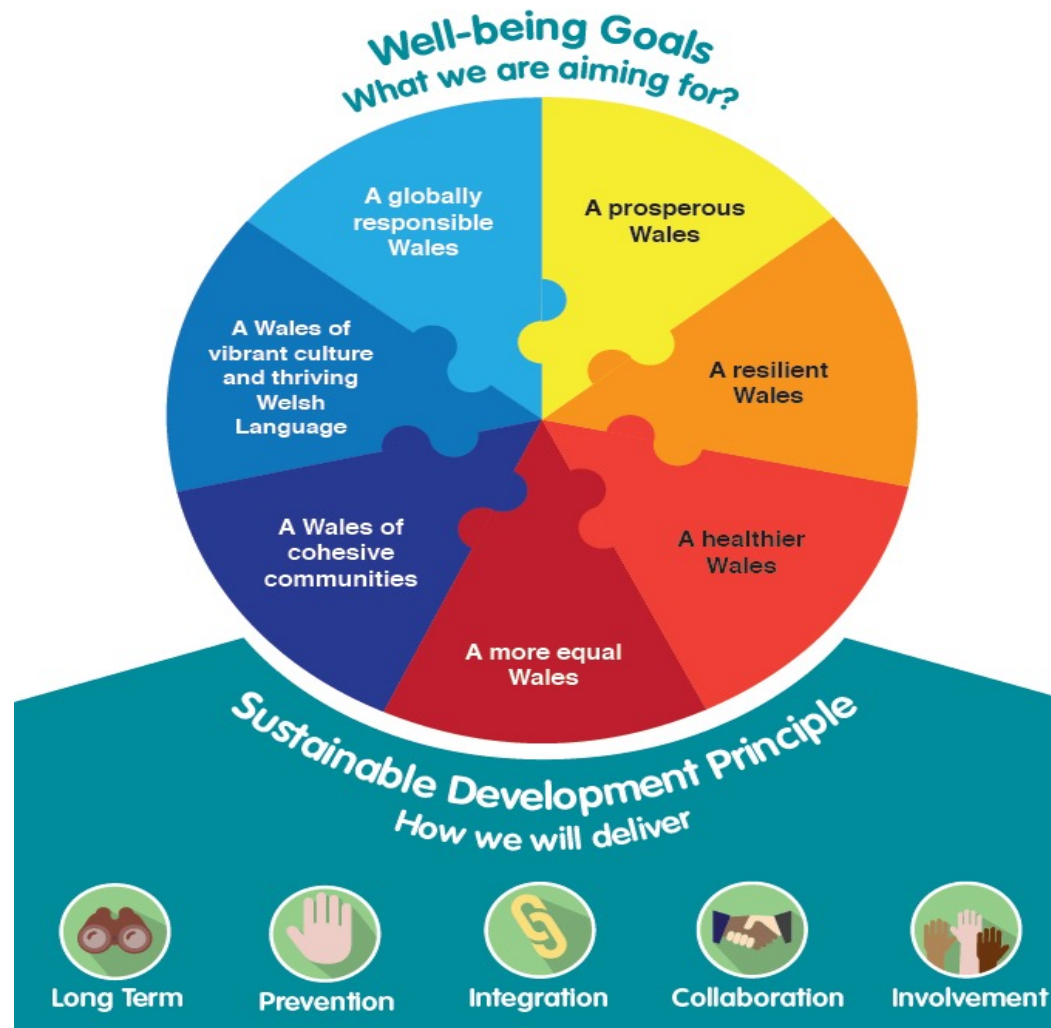 Well-being Goals
What we are aiming for?
A globally
responsible
Wales
A prosperous
Wales
A Wales of
vibrant culture
and thriving
Welsh
Language
A resilient
Wales
A Wales of
cohesive
communities
A healthier
Wales
A more equal
Wales
Sustainable Development Principle
How we will deliver
Long Term
Prevention
Integration
Collaboration
Involvement